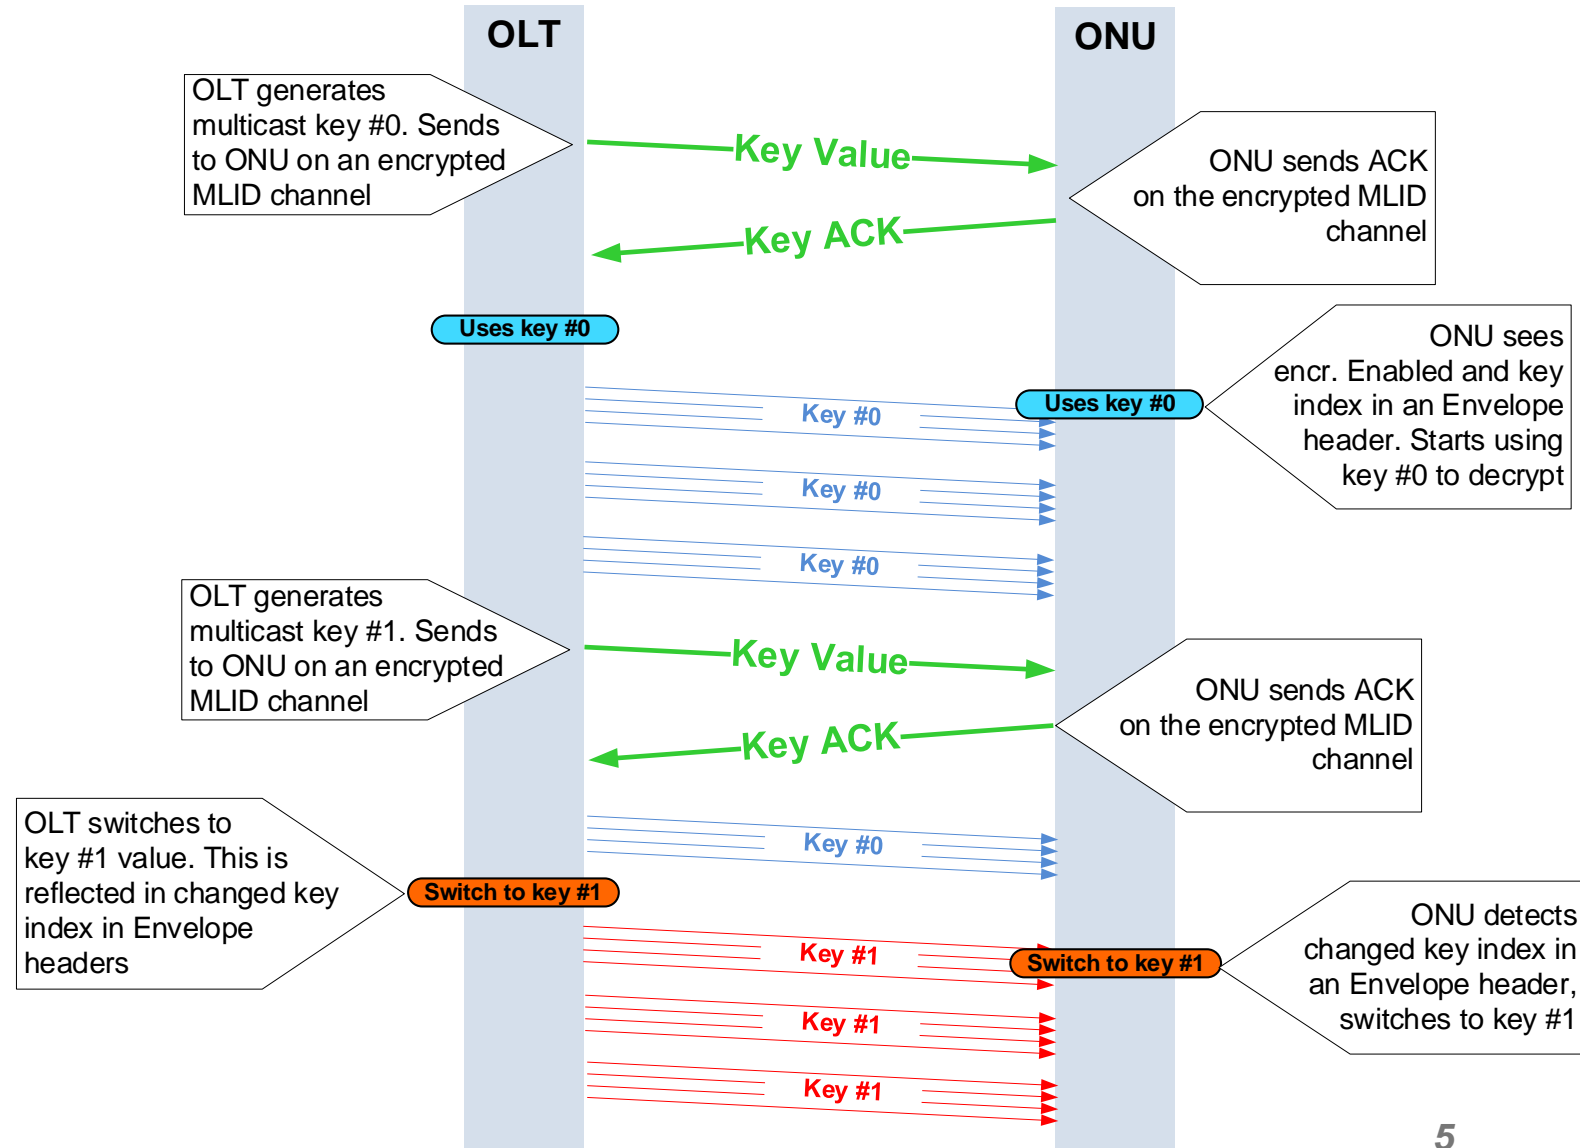 OLT
ONU
OLT generates
multicast key #0. Sends
to ONU on an encrypted
MLID channel
Key Value
ONU sends ACK
on the encrypted MLID
channel
Key ACK
Uses key #0
ONU sees
encr. Enabled and key
index in an Envelope
header. Starts using
key #0 to decrypt
Uses key #0
Key #0
Key #0
Key #0
OLT generates
multicast key #1. Sends
to ONU on an encrypted
MLID channel
Key Value
ONU sends ACK
on the encrypted MLID
channel
Key ACK
OLT switches to
key #1 value. This is
reflected in changed key
index in Envelope
headers
Key #0
Switch to key #1
ONU detects
changed key index in
an Envelope header,
switches to key #1
Key #1
Switch to key #1
Key #1
Key #1
5